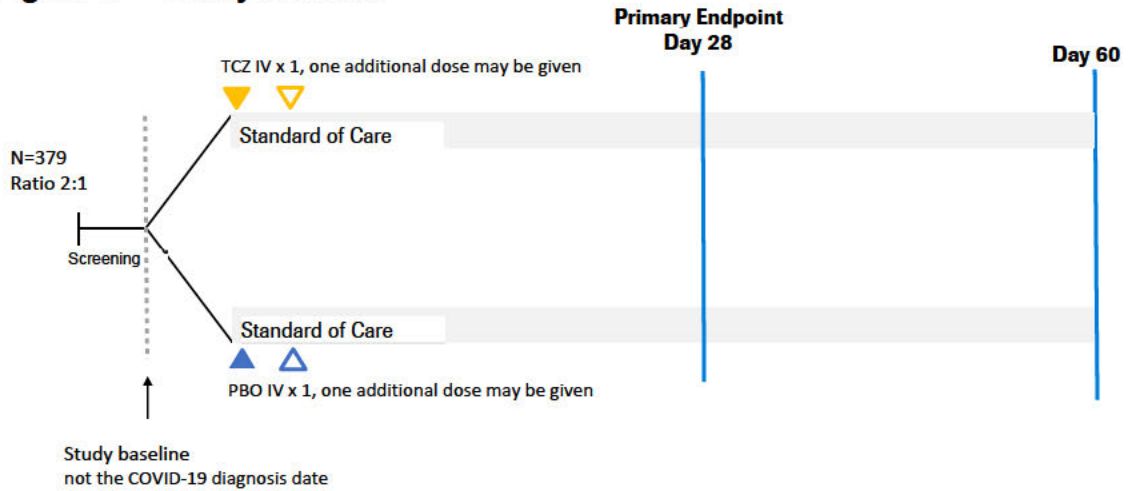 Primary Endpoint
Day 28
Day 60
TCZ IV x 1, one additional dose may be given
Standard of Care
N=379
Ratio 2:1
Screening
Standard of Care
PBO IV x 1, one additional dose may be given
Study baseline
not the COVID-19 diagnosis date